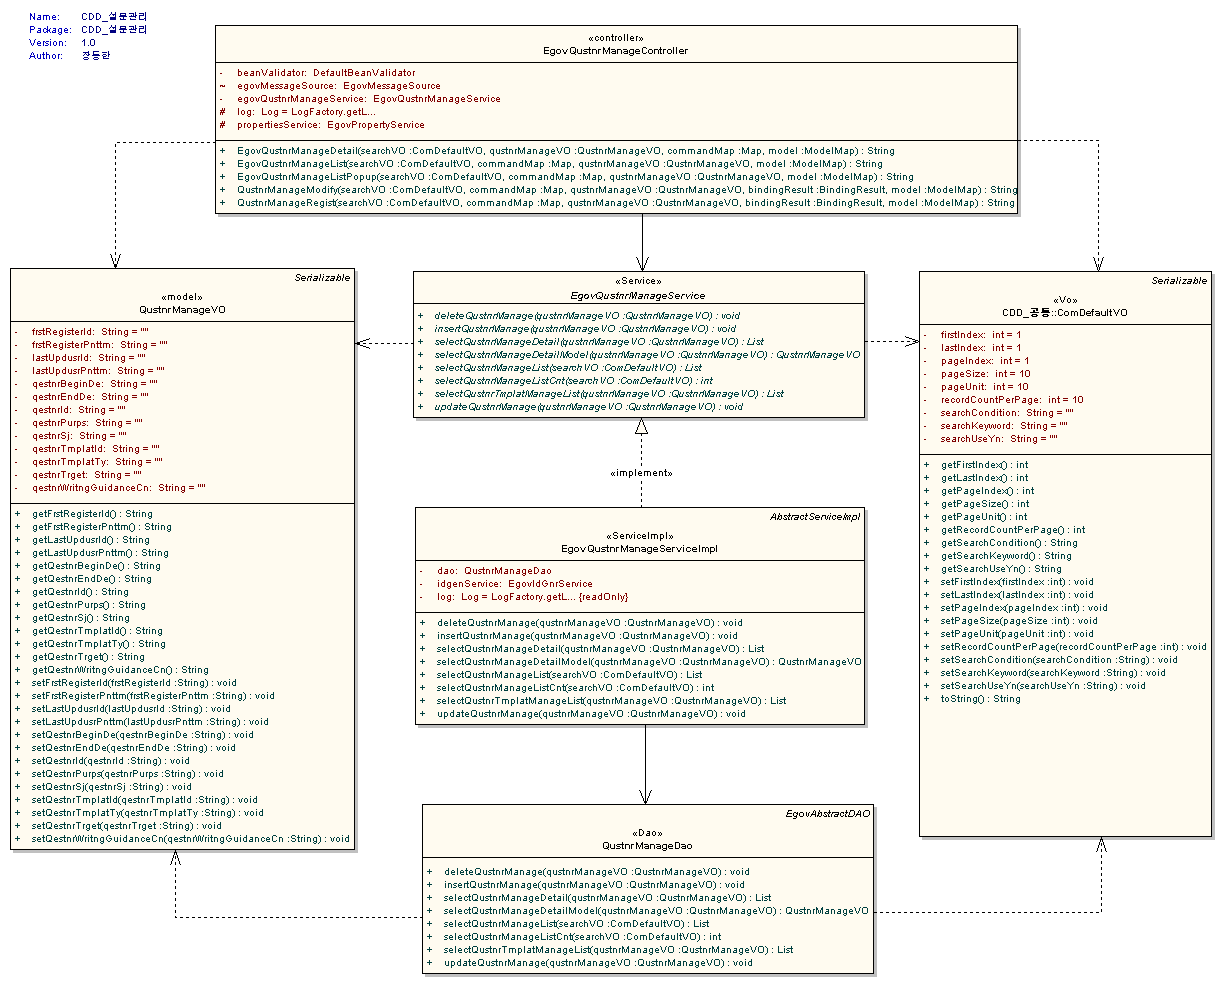 Name: CDD_설문관리
Package: CDD_설문관리
Version: 1.0
Author: 장동한
«controller»
EgovQustnrManageController
- beanValidator: DefaultBeanValidator
~ egovMessageSource: EgovMessageSource
- egovQustnrManageService: EgovQustnrManageService
# log: Log = LogFactory.getL...
# propertiesService: EgovPropertyService
+ EgovQustnrManageDetail(searchVO :ComDefaultVO, qustnrManageVO :QustnrManageVO, commandMap :Map, model :ModelMap) : String
+ EgovQustnrManageList(searchVO :ComDefaultVO, commandMap :Map, qustnrManageVO :QustnrManageVO, model :ModelMap) : String
+ EgovQustnrManageListPopup(searchVO :ComDefaultVO, commandMap :Map, qustnrManageVO :QustnrManageVO, model :ModelMap) : String
+ QustnrManageModify(searchVO :ComDefaultVO, commandMap :Map, qustnrManageVO :QustnrManageVO, bindingResult :BindingResult, model :ModelMap) : String
+ QustnrManageRegist(searchVO :ComDefaultVO, commandMap :Map, qustnrManageVO :QustnrManageVO, bindingResult :BindingResult, model :ModelMap) : String
Serializable
«model»
QustnrManageVO
- frstRegisterId: String = ""
- frstRegisterPnttm: String = ""
- lastUpdusrId: String = ""
- lastUpdusrPnttm: String = ""
- qestnrBeginDe: String = ""
- qestnrEndDe: String = ""
- qestnrId: String = ""
- qestnrPurps: String = ""
- qestnrSj: String = ""
- qestnrTmplatId: String = ""
- qestnrTmplatTy: String = ""
- qestnrTrget: String = ""
- qestnrWritngGuidanceCn: String = ""
+ getFrstRegisterId() : String
+ getFrstRegisterPnttm() : String
+ getLastUpdusrId() : String
+ getLastUpdusrPnttm() : String
+ getQestnrBeginDe() : String
+ getQestnrEndDe() : String
+ getQestnrId() : String
+ getQestnrPurps() : String
+ getQestnrSj() : String
+ getQestnrTmplatId() : String
+ getQestnrTmplatTy() : String
+ getQestnrTrget() : String
+ getQestnrWritngGuidanceCn() : String
+ setFrstRegisterId(frstRegisterId :String) : void
+ setFrstRegisterPnttm(frstRegisterPnttm :String) : void
+ setLastUpdusrId(lastUpdusrId :String) : void
+ setLastUpdusrPnttm(lastUpdusrPnttm :String) : void
+ setQestnrBeginDe(qestnrBeginDe :String) : void
+ setQestnrEndDe(qestnrEndDe :String) : void
+ setQestnrId(qestnrId :String) : void
+ setQestnrPurps(qestnrPurps :String) : void
+ setQestnrSj(qestnrSj :String) : void
+ setQestnrTmplatId(qestnrTmplatId :String) : void
+ setQestnrTmplatTy(qestnrTmplatTy :String) : void
+ setQestnrTrget(qestnrTrget :String) : void
+ setQestnrWritngGuidanceCn(qestnrWritngGuidanceCn :String) : void
«Service»
EgovQustnrManageService
+ deleteQustnrManage(qustnrManageVO :QustnrManageVO) : void
+ insertQustnrManage(qustnrManageVO :QustnrManageVO) : void
+ selectQustnrManageDetail(qustnrManageVO :QustnrManageVO) : List
+ selectQustnrManageDetailModel(qustnrManageVO :QustnrManageVO) : QustnrManageVO
+ selectQustnrManageList(searchVO :ComDefaultVO) : List
+ selectQustnrManageListCnt(searchVO :ComDefaultVO) : int
+ selectQustnrTmplatManageList(qustnrManageVO :QustnrManageVO) : List
+ updateQustnrManage(qustnrManageVO :QustnrManageVO) : void
«implement»
AbstractServiceImpl
«ServiceImpl»
EgovQustnrManageServiceImpl
- dao: QustnrManageDao
- idgenService: EgovIdGnrService
- log: Log = LogFactory.getL... {readOnly}
+ deleteQustnrManage(qustnrManageVO :QustnrManageVO) : void
+ insertQustnrManage(qustnrManageVO :QustnrManageVO) : void
+ selectQustnrManageDetail(qustnrManageVO :QustnrManageVO) : List
+ selectQustnrManageDetailModel(qustnrManageVO :QustnrManageVO) : QustnrManageVO
+ selectQustnrManageList(searchVO :ComDefaultVO) : List
+ selectQustnrManageListCnt(searchVO :ComDefaultVO) : int
+ selectQustnrTmplatManageList(qustnrManageVO :QustnrManageVO) : List
+ updateQustnrManage(qustnrManageVO :QustnrManageVO) : void
EgovAbstractDAO
«Dao»
QustnrManageDao
+ deleteQustnrManage(qustnrManageVO :QustnrManageVO) : void
+ insertQustnrManage(qustnrManageVO :QustnrManageVO) : void
+ selectQustnrManageDetail(qustnrManageVO :QustnrManageVO) : List
+ selectQustnrManageDetailModel(qustnrManageVO :QustnrManageVO) : QustnrManageVO
+ selectQustnrManageList(searchVO :ComDefaultVO) : List
+ selectQustnrManageListCnt(searchVO :ComDefaultVO) : int
+ selectQustnrTmplatManageList(qustnrManageVO :QustnrManageVO) : List
+ updateQustnrManage(qustnrManageVO :QustnrManageVO) : void
Serializable
«Vo»
CDD_공통::ComDefaultVO
- firstIndex: int = 1
- lastIndex: int = 1
- pageIndex: int = 1
- pageSize: int = 10
- pageUnit: int = 10
- recordCountPerPage: int = 10
- searchCondition: String = ""
- searchKeyword: String = ""
- searchUseYn: String = ""
+ getFirstIndex() : int
+ getLastIndex() : int
+ getPageIndex() : int
+ getPageSize() : int
+ getPageUnit() : int
+ getRecordCountPerPage() : int
+ getSearchCondition() : String
+ getSearchKeyword() : String
+ getSearchUseYn() : String
+ setFirstIndex(firstIndex :int) : void
+ setLastIndex(lastIndex :int) : void
+ setPageIndex(pageIndex :int) : void
+ setPageSize(pageSize :int) : void
+ setPageUnit(pageUnit :int) : void
+ setRecordCountPerPage(recordCountPerPage :int) : void
+ setSearchCondition(searchCondition :String) : void
+ setSearchKeyword(searchKeyword :String) : void
+ setSearchUseYn(searchUseYn :String) : void
+ toString() : String